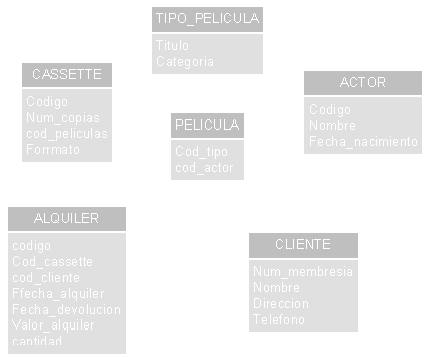 TIPO_PELICULA
Titulo
Categoria
CASSETTE
Codigo
Num_copias
cod_peliculas
Forrmato
ACTOR
Codigo
Nombre
Fecha_nacimiento
PELICULA
Cod_tipo
cod_actor
ALQUILER
codigo
Cod_cassette
cod_cliente
Ffecha_alquiler
Fecha_devolucion
Valor_alquiler
cantidad
CLIENTE
Num_membresia
Nombre
Direccion
Telefono